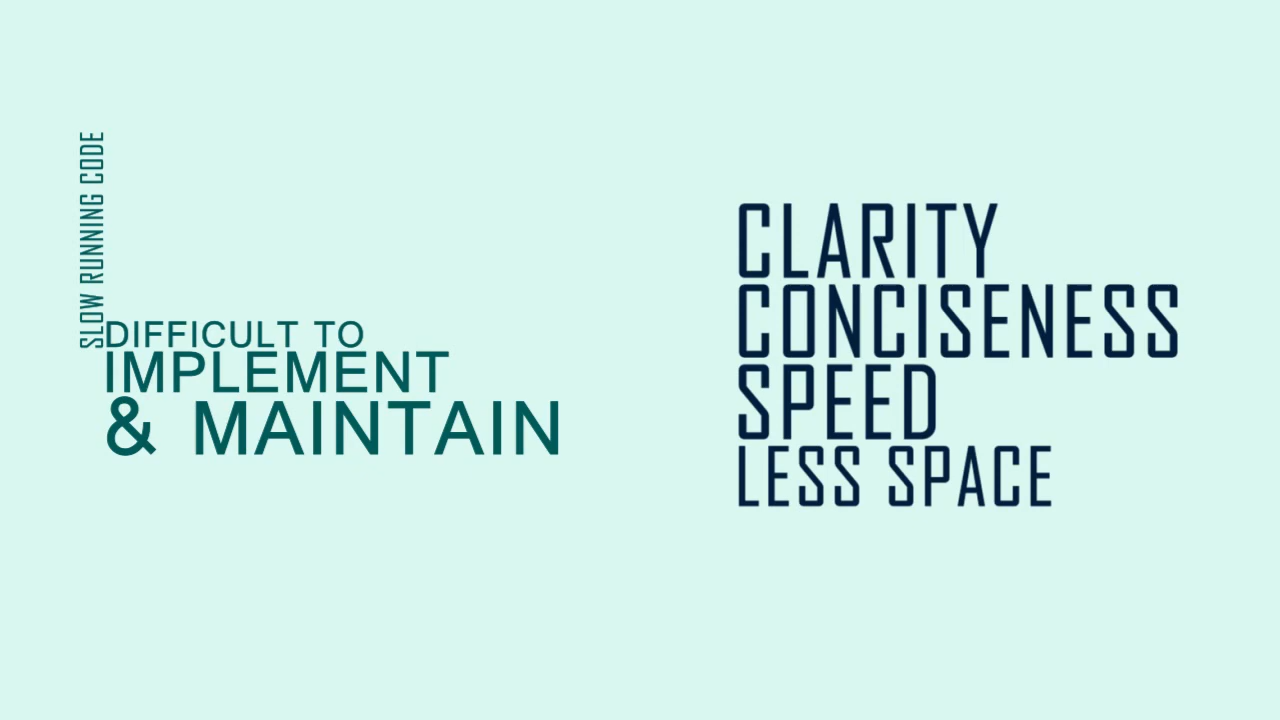 SLOW RUNNING CODE
DIFFICULT TO
IMPLEMENT
& MAINTAIN
CLARITY
CONCISENESS
SPEED
LESS SPACE